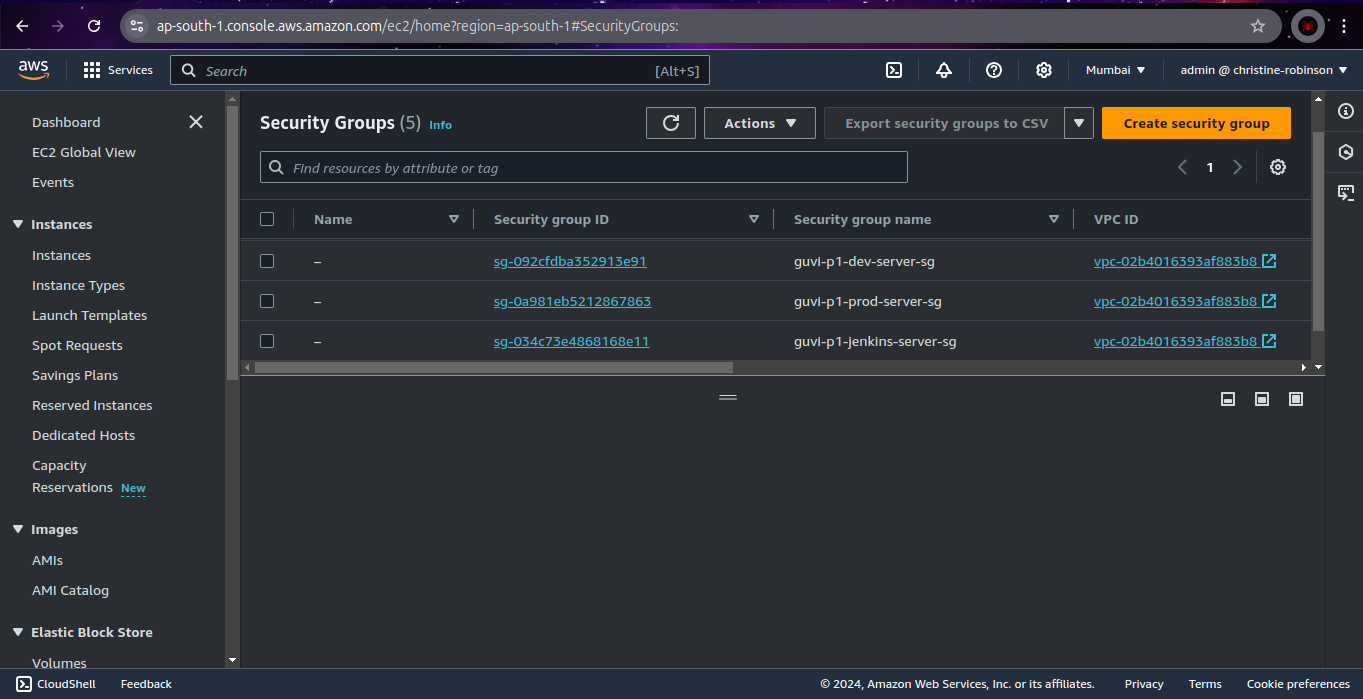 ap-south-1.console.aws.amazon.com/ec2/home?region=ap-south-1#SecurityGroups:
aws Services Search [Alt+S] Mumbai admin @ christine-robinson
Dashboard
EC2 Global View
Events
Instances
Instances
Instance Types
Launch Templates
Spot Requests
Savings Plans
Reserved Instances
Dedicated Hosts
Capacity
Reservations New
Images
AMIs
AMI Catalog
Elastic Block Store
Volumes
Security Groups (5) Info Actions Export security groups to CSV Create security group
Find resources by attribute or tag 1
Name Security group ID Security group name VPC ID
– sg-092cfdba352913e91 guvi-p1-dev-server-sg vpc-02b4016393af883b8
– sg-0a981eb5212867863 guvi-p1-prod-server-sg vpc-02b4016393af883b8
– sg-034c73e4868168e11 guvi-p1-jenkins-server-sg vpc-02b4016393af883b8
CloudShell Feedback © 2024, Amazon Web Services, Inc. or its affiliates. Privacy Terms Cookie preferences